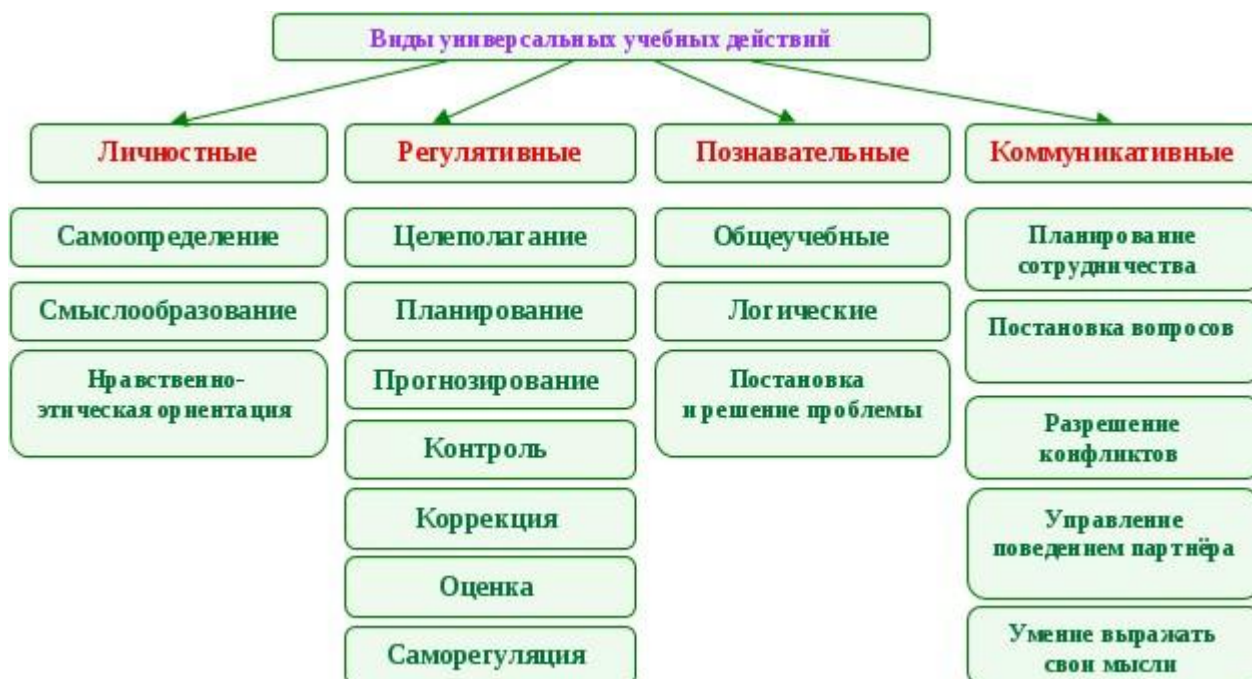 Виды универсальных учебных действий
Личностные
Самоопределение
Смыслообразование
Нравственно-
этическая ориентация
Регулятивные
Целеполагание
Планирование
Прогнозирование
Контроль
Коррекция
Оценка
Саморегуляция
Познавательные
Общеучебные
Логические
Постановка
и решение проблемы
Коммуникативные
Планирование
сотрудничества
Постановка вопросов
Разрешение
конфликтов
Управление
поведением партнёра
Умение выражать
свои мысли